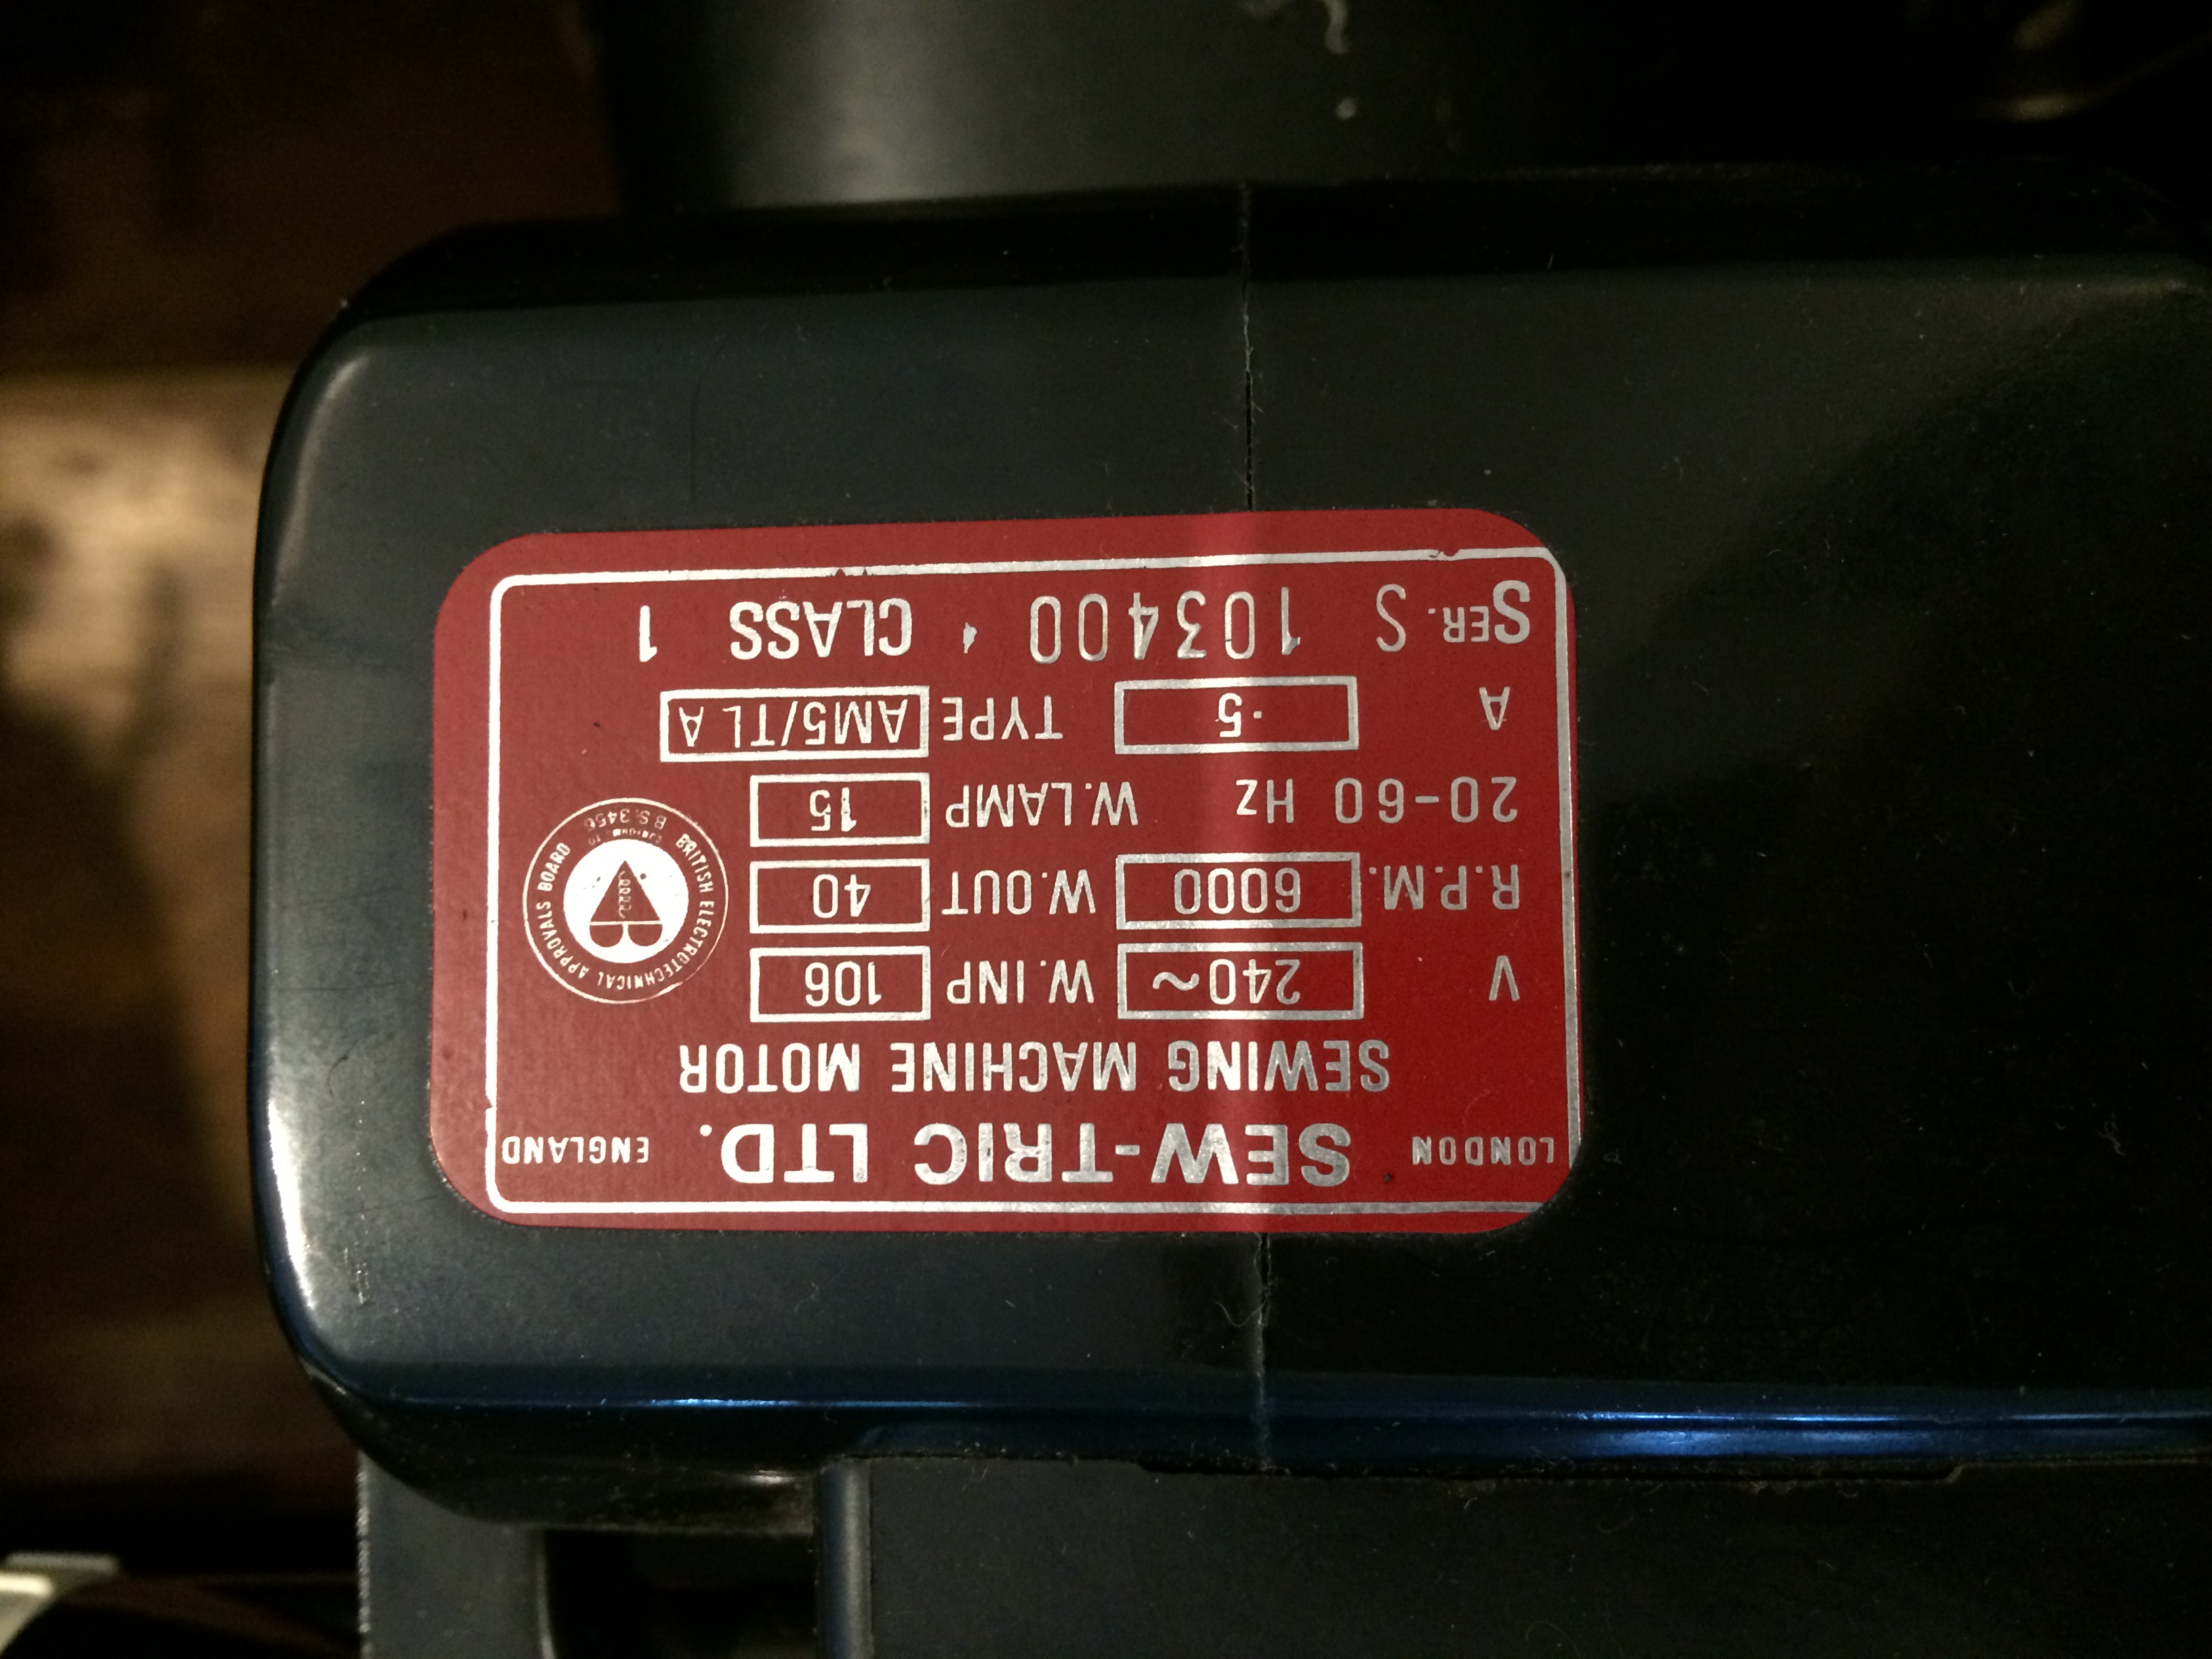 LONDON SEW-TRIC LTD. ENGLAND
SEWING MACHINE MOTOR
V 240~ W.INP 106
R.P.M. 6000 W.OUT 40
20-60 Hz W.LAMP 15
A .5 TYPE AM5/TLA
SER. S 103400 CLASS 1
BRITISH ELECTROTECHNICAL APPROVALS BOARD
B.S. 3456